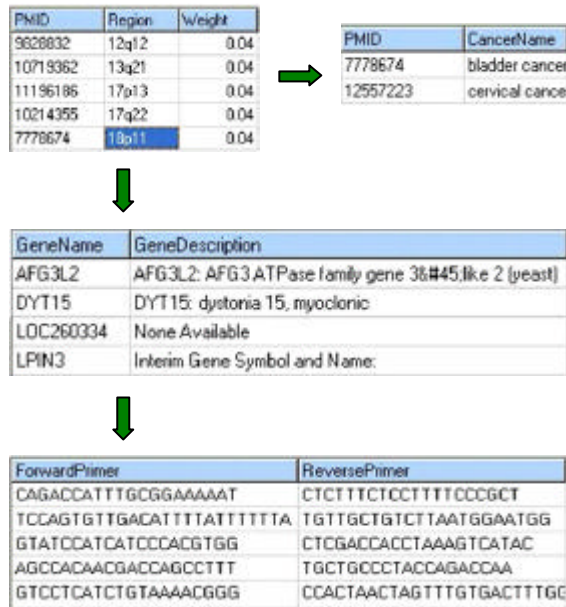 PMID Region Weight
9828832 12q12 0.04
10719362 13q21 0.04
11196186 17p13 0.04
10214355 17q22 0.04
7778674 18p11 0.04
PMID CancerName
7778674 bladder cancer
12557223 cervical cance
GeneName GeneDescription
AFG3L2 AFG3L2: AFG3 ATPase family gene 3&#45;like 2 (yeast)
DYT15 DYT15: dystonia 15, myoclonic
LOC260334 None Available
LPIN3 Interim Gene Symbol and Name:
ForwardPrimer ReversePrimer
CAGACCATTTGCGGAAAAAT CTCTTTCTCCTTTTCCCGCT
TCCAGTGTTGACATTTTATTTTTTA TGTTGCTGTCTTAATGGAATGG
GTATCCATCATCCCACGTGG CTCGACCACCTAAAGTCATAC
AGCCACAACGACCAGCCTTT TGCTGCCCTACCAGACCAA
GTCCTCATCTGTAAAACGGG CCACTAACTAGTTTGTGACTTTGG